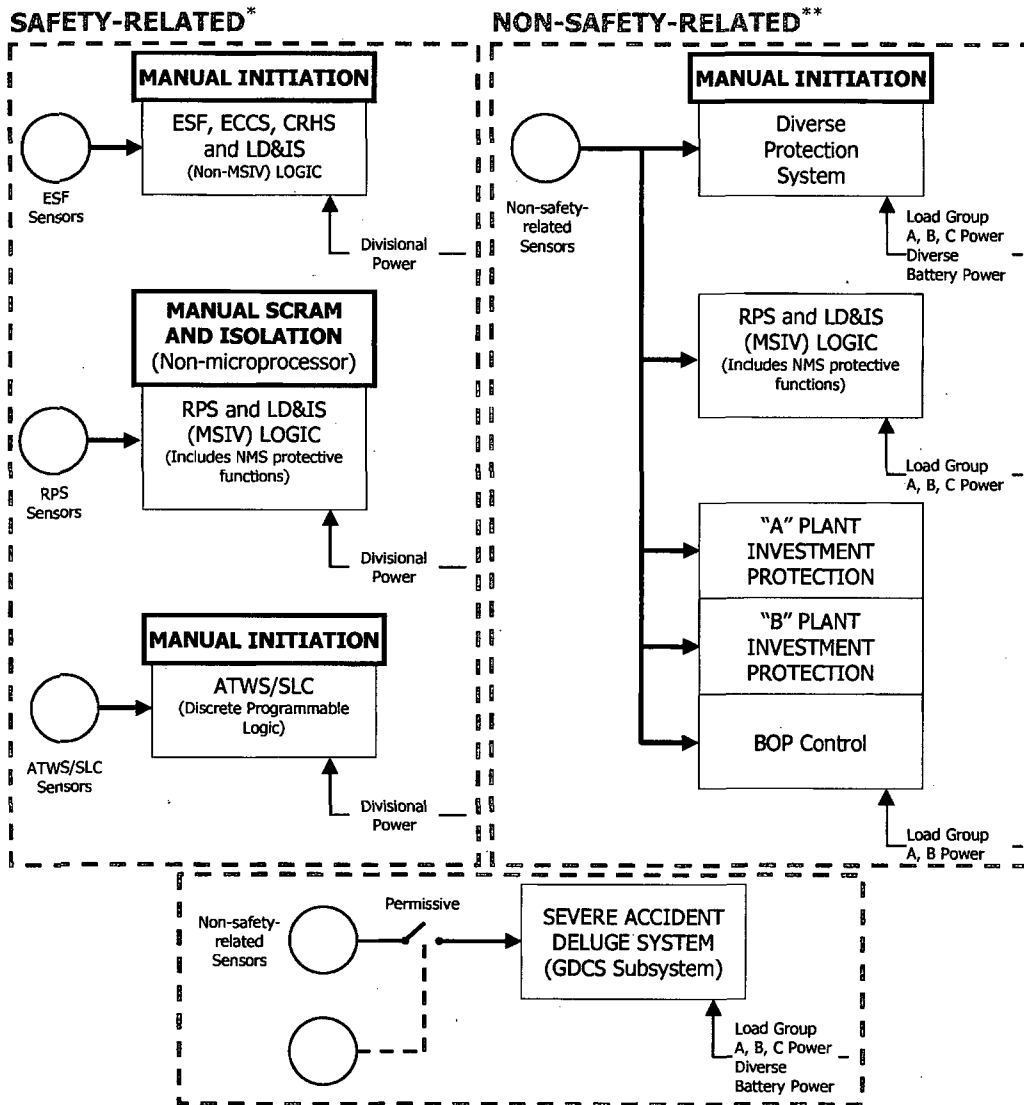 SAFETY-RELATED*
MANUAL INITIATION
ESF, ECCS, CRHS
and LD&IS
(Non-MSIV) LOGIC
ESF
Sensors
Divisional
Power
MANUAL SCRAM
AND ISOLATION
(Non-microprocessor)
RPS and LD&IS
(MSIV) LOGIC
(Includes NMS protective
functions)
RPS
Sensors
Divisional
Power
MANUAL INITIATION
ATWS/SLC
(Discrete Programmable
Logic)
ATWS/SLC
Sensors
Divisional
Power
NON-SAFETY-RELATED**
MANUAL INITIATION
Diverse
Protection
System
Non-safety-
related
Sensors
Load Group
A, B, C Power
Diverse
Battery Power
RPS and LD&IS
(MSIV) LOGIC
(Includes NMS protective
functions)
Load Group
A, B, C Power
"A" PLANT
INVESTMENT
PROTECTION
"B" PLANT
INVESTMENT
PROTECTION
BOP Control
Load Group
A, B Power
Non-safety-
related
Sensors
Permissive
SEVERE ACCIDENT
DELUGE SYSTEM
(GDCS Subsystem)
Load Group
A, B, C Power
Diverse
Battery Power